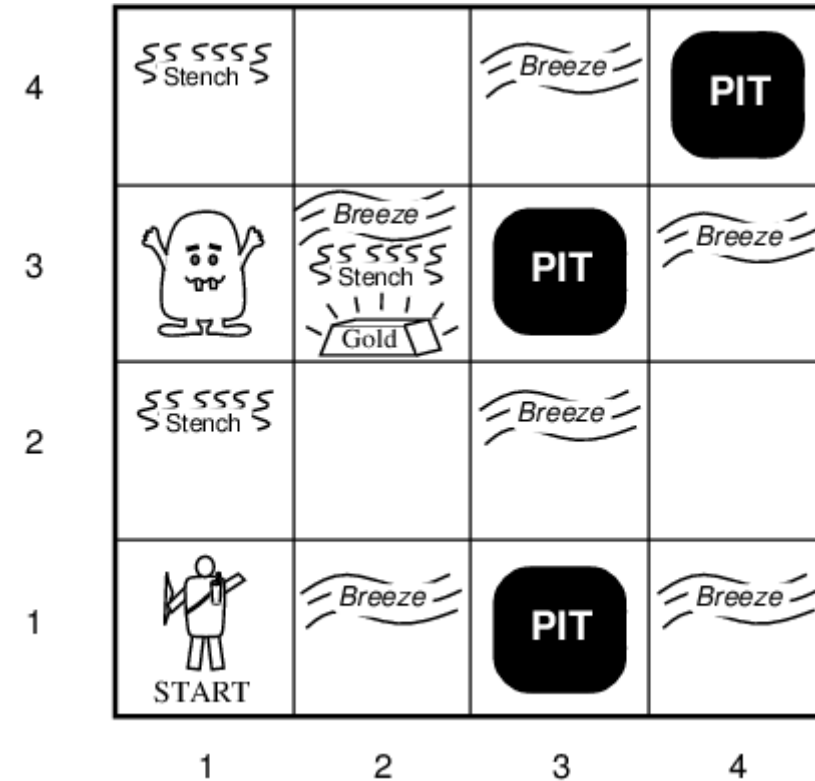 4
Stench
Breeze
PIT
3
Breeze
Stench
Gold
PIT
Breeze
2
Stench
Breeze
1
START
Breeze
PIT
Breeze
1 2 3 4